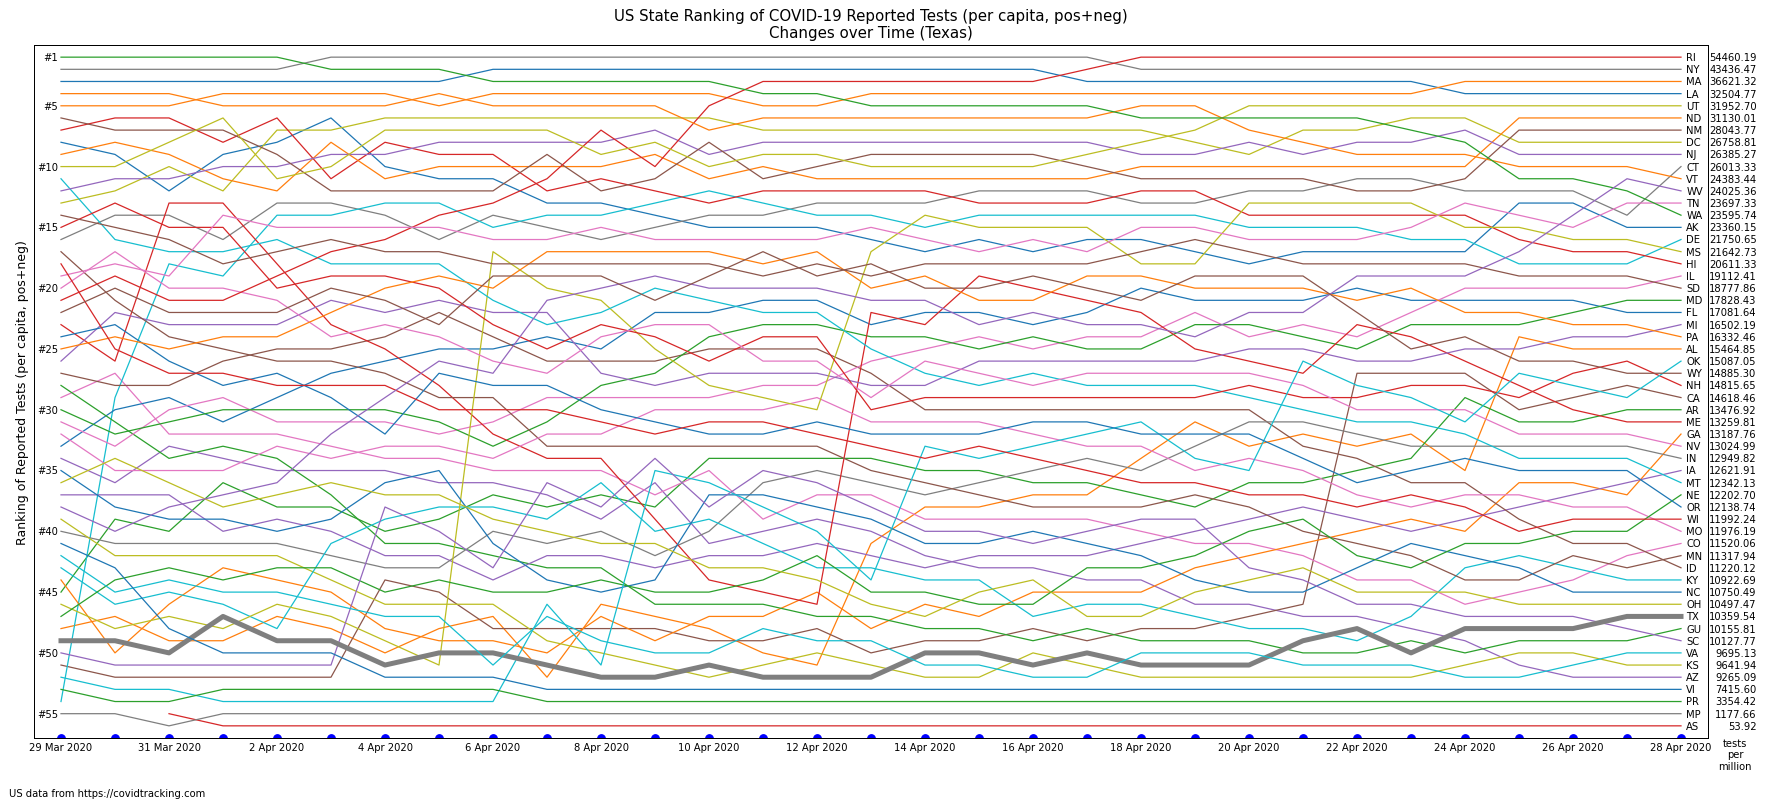 US State Ranking of COVID-19 Reported Tests (per capita, pos+neg)
Changes over Time (Texas)
Ranking of Reported Tests (per capita, pos+neg)
#1
#5
#10
#15
#20
#25
#30
#35
#40
#45
#50
#55
RI 54460.19
NY 43436.47
MA 36621.32
LA 32504.77
UT 31952.70
ND 31130.01
NM 28043.77
DC 26758.81
NJ 26385.27
CT 26013.33
VT 24383.44
WV 24025.36
TN 23697.33
WA 23595.74
AK 23360.15
DE 21750.65
MS 21642.73
HI 20611.33
IL 19112.41
SD 18777.86
MD 17828.43
FL 17081.64
MI 16502.19
PA 16332.46
AL 15464.85
OK 15087.05
WY 14885.30
NH 14815.65
CA 14618.46
AR 13476.92
ME 13259.81
GA 13187.76
NV 13024.99
IN 12949.82
IA 12621.91
MT 12342.13
NE 12202.70
OR 12138.74
WI 11992.24
MO 11976.19
CO 11520.06
MN 11317.94
ID 11220.12
KY 10922.69
NC 10750.49
OH 10497.47
TX 10359.54
GU 10155.81
SC 10127.77
VA 9695.13
KS 9641.94
AZ 9265.09
VI 7415.60
PR 3354.42
MP 1177.66
AS 53.92
29 Mar 2020 31 Mar 2020 2 Apr 2020 4 Apr 2020 6 Apr 2020 8 Apr 2020 10 Apr 2020 12 Apr 2020 14 Apr 2020 16 Apr 2020 18 Apr 2020 20 Apr 2020 22 Apr 2020 24 Apr 2020 26 Apr 2020 28 Apr 2020
tests
per
million
US data from https://covidtracking.com